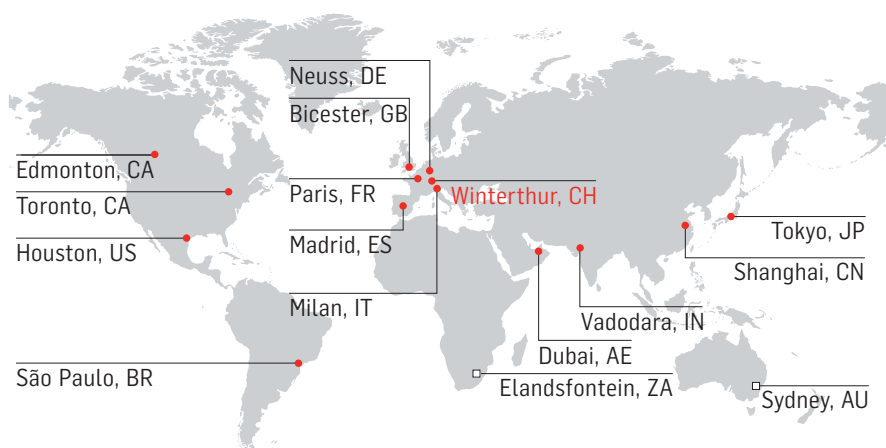 Neuss, DE
Bicester, GB
Edmonton, CA
Toronto, CA
Paris, FR
Winterthur, CH
Houston, US
Madrid, ES
Tokyo, JP
Shanghai, CN
Milan, IT
Vadodara, IN
Dubai, AE
São Paulo, BR
Elandsfontein, ZA
Sydney, AU